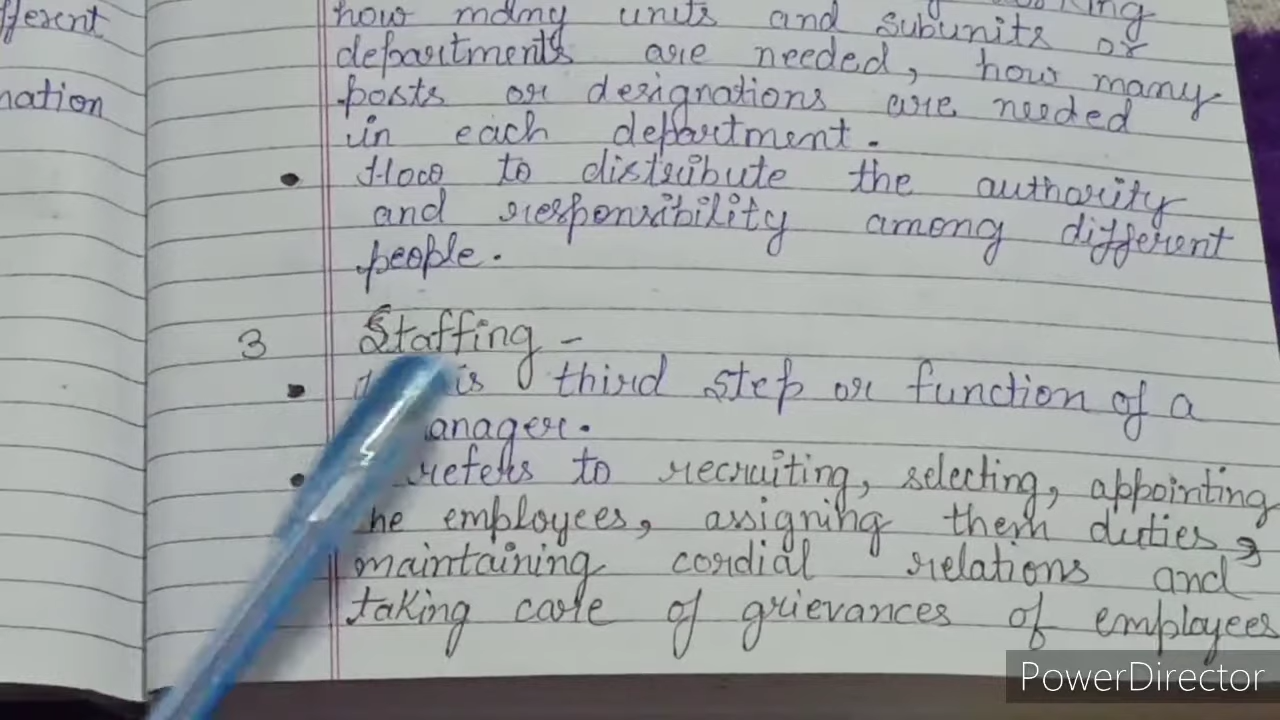 fferent
nation
how many units and subunits or
departments are needed, how many
posts or designations are needed
in each department.
• How to distribute the authority
and responsibility among different
people.
3 Staffing -
• is third step or function of a
anager.
• refers to recruiting, selecting, appointing
he employees, assigning them duties,
maintaining cordial relations and
taking care of grievances of employees
PowerDirector